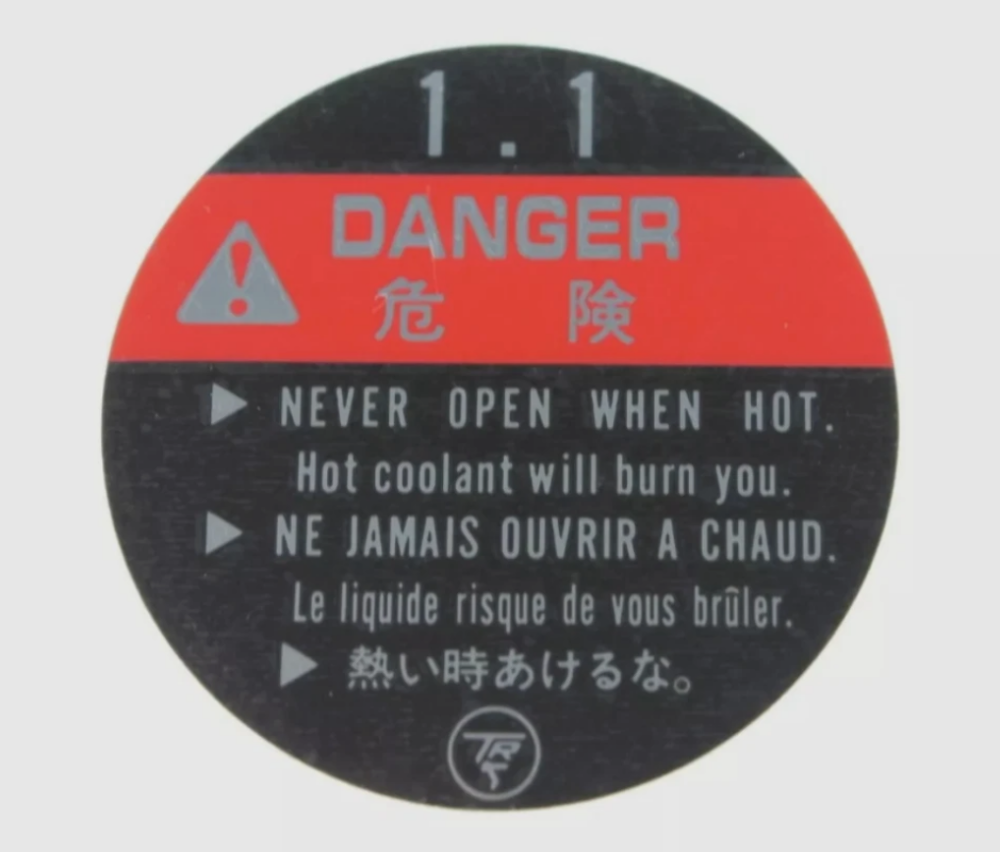 1.1
DANGER
危険
NEVER OPEN WHEN HOT.
Hot coolant will burn you.
NE JAMAIS OUVRIR A CHAUD.
Le liquide risque de vous brûler.
熱い時あけるな。